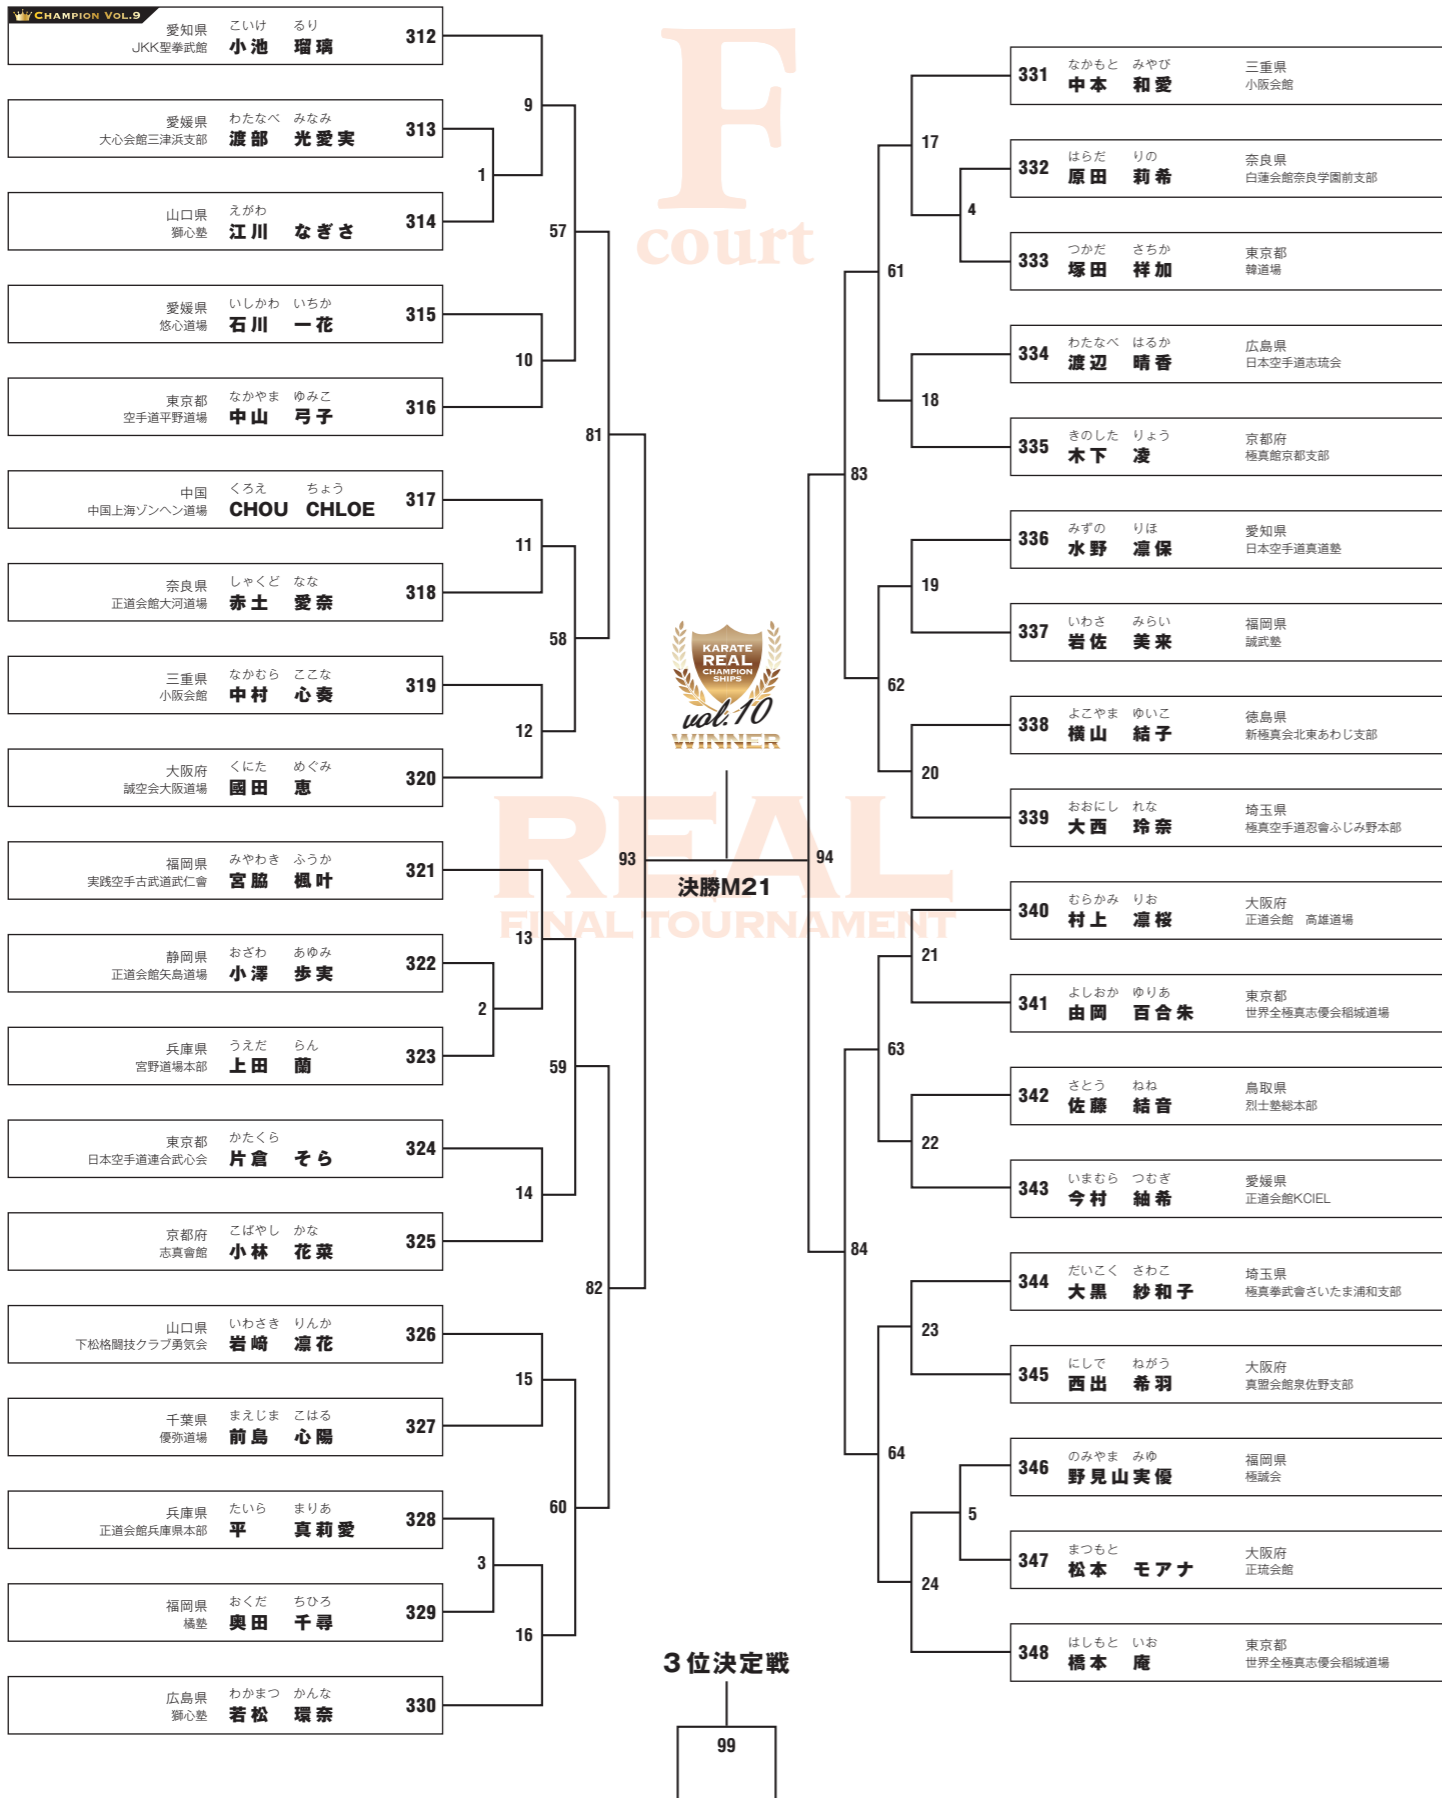 CHAMPION VOL.9
愛知県 こいけ るり
JKK聖拳武館 小池 瑠璃 312
愛媛県 わたなべ みなみ
大心会館三津浜支部 渡部 光愛実 313
山口県 えがわ
獅心塾 江川 なぎさ 314
愛媛県 いしかわ いちか
悠心道場 石川 一花 315
東京都 なかやま ゆみこ
空手道平野道場 中山 弓子 316
中国 くろえ ちょう
中国上海ゾンヘン道場 CHOU CHLOE 317
奈良県 しゃくど なな
正道会館大河道場 赤土 愛奈 318
三重県 なかむら ここな
小阪会館 中村 心奏 319
大阪府 くにた めぐみ
誠空会大阪道場 國田 恵 320
福岡県 みやわき ふうか
実践空手古武道武仁會 宮脇 楓叶 321
静岡県 おざわ あゆみ
正道会館矢島道場 小澤 歩実 322
兵庫県 うえだ らん
宮野道場本部 上田 蘭 323
東京都 かたくら
日本空手道連合武心会 片倉 そら 324
京都府 こばやし かな
志真會館 小林 花菜 325
山口県 いわさき りんか
下松格闘技クラブ勇気会 岩﨑 凛花 326
千葉県 まえじま こはる
優弥道場 前島 心陽 327
兵庫県 たいら まりあ
正道会館兵庫県本部 平 真莉愛 328
福岡県 おくだ ちひろ
橘塾 奥田 千尋 329
広島県 わかまつ かんな
獅心塾 若松 環奈 330
1
2
3
9
10
11
12
13
14
15
16
57
58
59
60
81
82
93
F
court
KARATE
REAL
CHAMPION
SHIPS
vol.10
WINNER
REAL
FINAL TOURNAMENT
決勝M21
3位決定戦
99
94
83
84
61
62
63
64
17
18
19
20
21
22
23
24
4
5
なかもと みやび 三重県
331 中本 和愛 小阪会館
はらだ りの 奈良県
332 原田 莉希 白蓮会館奈良学園前支部
つかだ さちか 東京都
333 塚田 祥加 韓道場
わたなべ はるか 広島県
334 渡辺 晴香 日本空手道志琉会
きのした りょう 京都府
335 木下 凌 極真館京都支部
みずの りほ 愛知県
336 水野 凛保 日本空手道真道塾
いわさ みらい 福岡県
337 岩佐 美来 誠武塾
よこやま ゆいこ 徳島県
338 横山 結子 新極真会北東あわじ支部
おおにし れな 埼玉県
339 大西 玲奈 極真空手道忍會ふじみ野本部
むらかみ りお 大阪府
340 村上 凛桜 正道会館 高雄道場
よしおか ゆりあ 東京都
341 由岡 百合朱 世界全極真志優会稲城道場
さとう ねね 鳥取県
342 佐藤 結音 烈士塾総本部
いまむら つむぎ 愛媛県
343 今村 紬希 正道会館KCIEL
だいこく さわこ 埼玉県
344 大黒 紗和子 極真拳武會さいたま浦和支部
にしで ねがう 大阪府
345 西出 希羽 真盟会館泉佐野支部
のみやま みゆ 福岡県
346 野見山 実優 極誠会
まつもと 大阪府
347 松本 モアナ 正琉会館
はしもと いお 東京都
348 橋本 庵 世界全極真志優会稲城道場